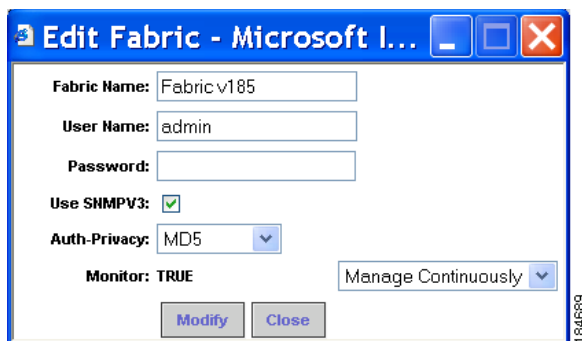 Edit Fabric - Microsoft I...
Fabric Name: Fabric v185
User Name: admin
Password:
Use SNMPV3:
Auth-Privacy: MD5
Monitor: TRUE Manage Continuously
Modify Close
184689